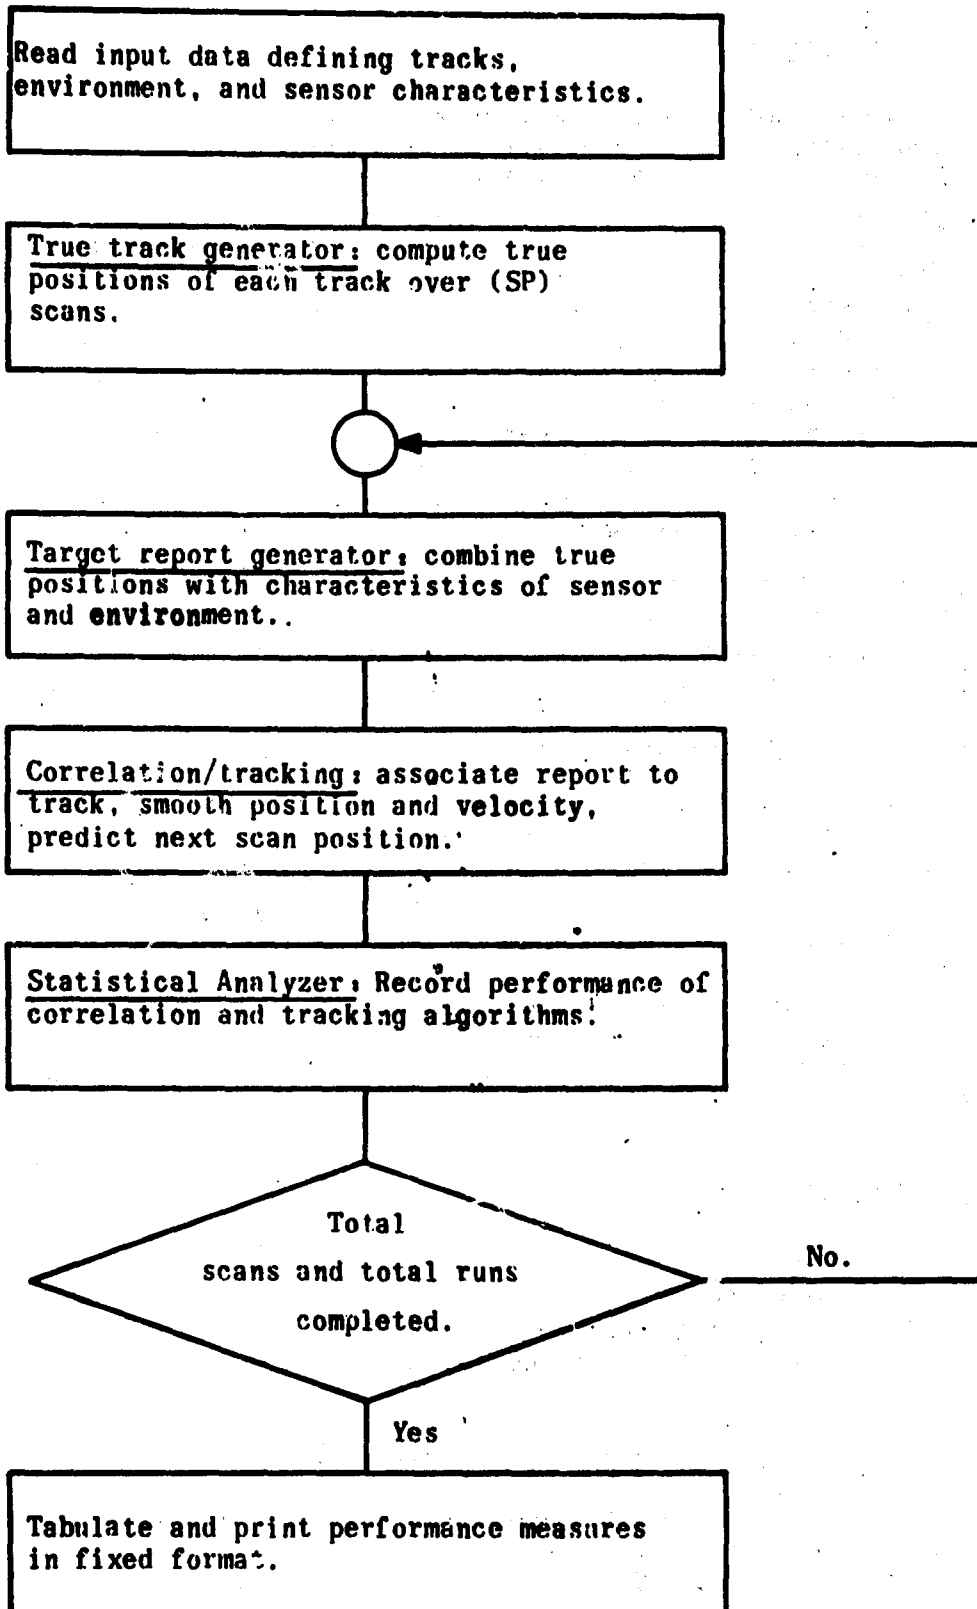 Read input data defining tracks,
environment, and sensor characteristics.
True track generator: compute true
positions of each track over (SP)
scans.
Target report generator: combine true
positions with characteristics of sensor
and environment..
Correlation/tracking: associate report to
track, smooth position and velocity,
predict next scan position.
Statistical Analyzer: Record performance of
correlation and tracking algorithms.
Total
scans and total runs
completed.
No.
Yes
Tabulate and print performance measures
in fixed format.